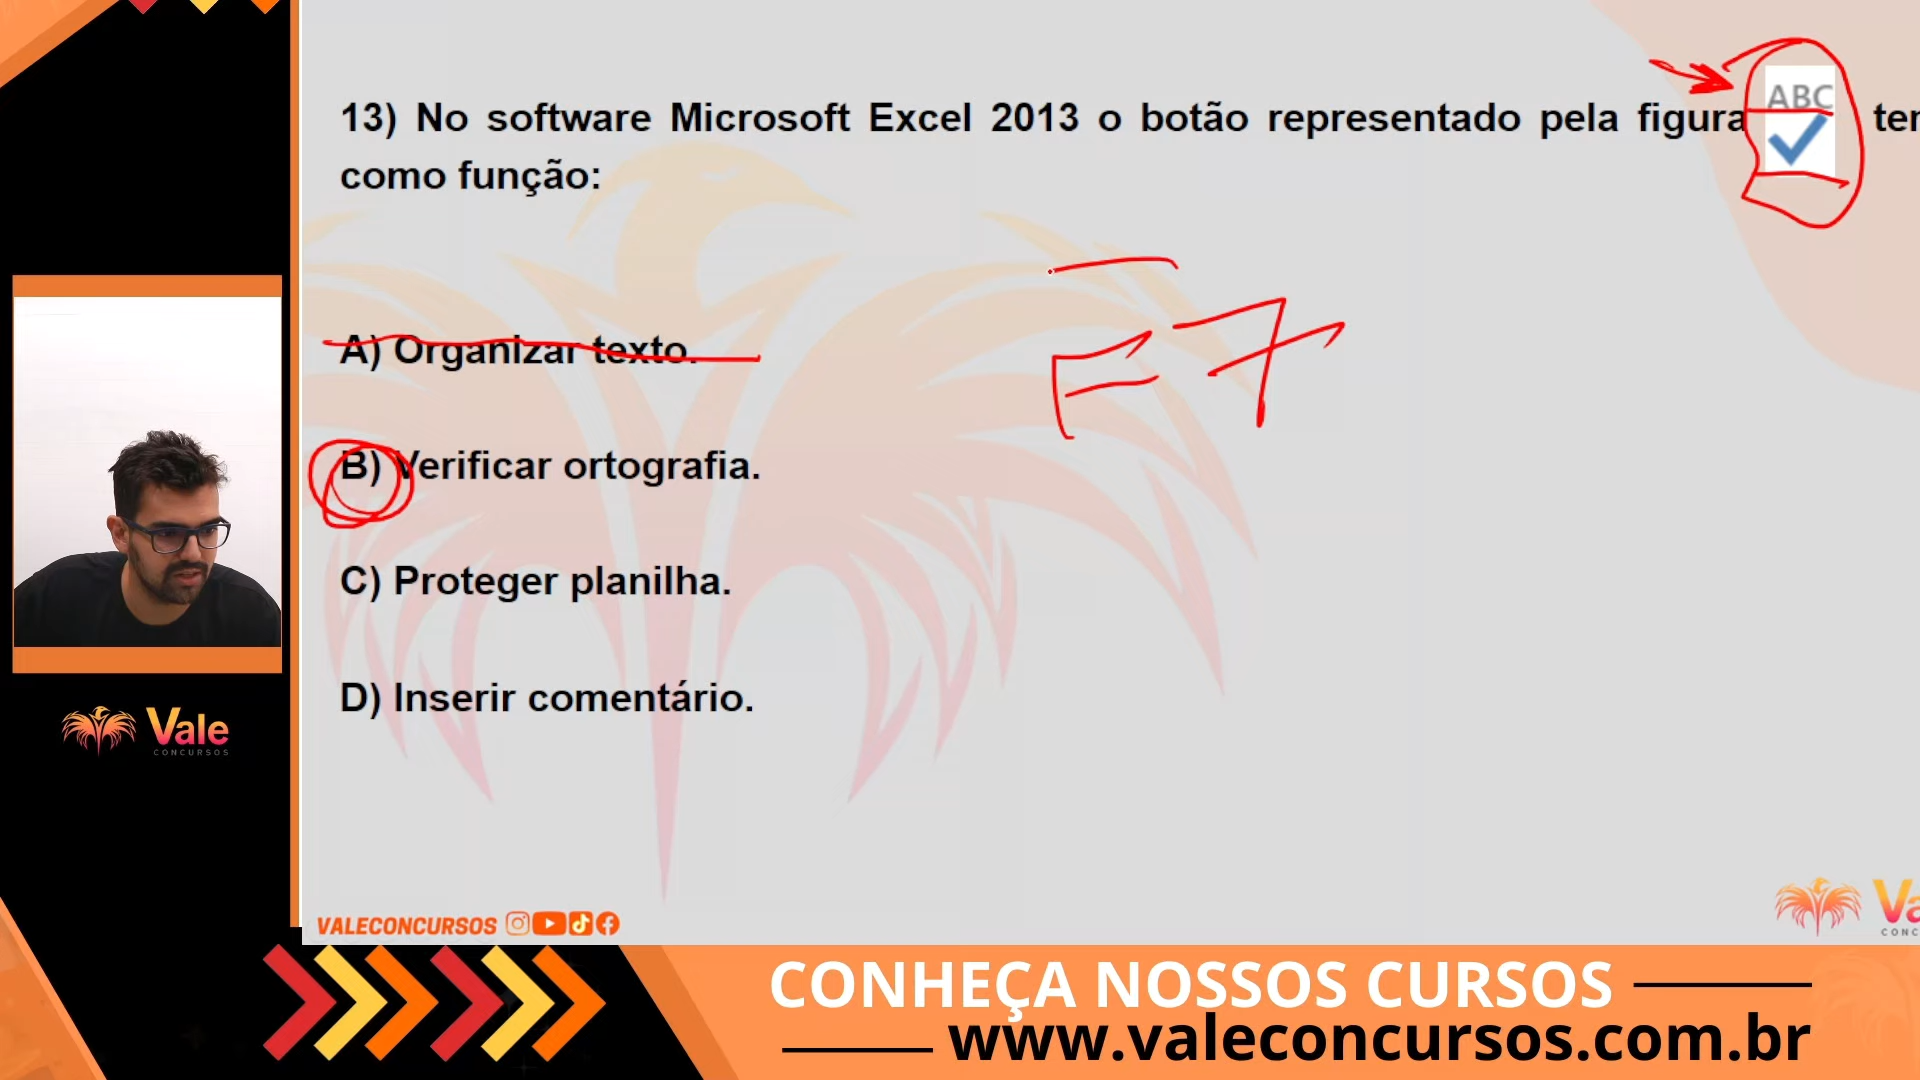 13) No software Microsoft Excel 2013 o botão representado pela figura ABC
como função:
F7
A) Organizar texto.
B) Verificar ortografia.
C) Proteger planilha.
D) Inserir comentário.
Vale
CONCURSOS
VALECONCURSOS
CONHEÇA NOSSOS CURSOS
www.valeconcursos.com.br